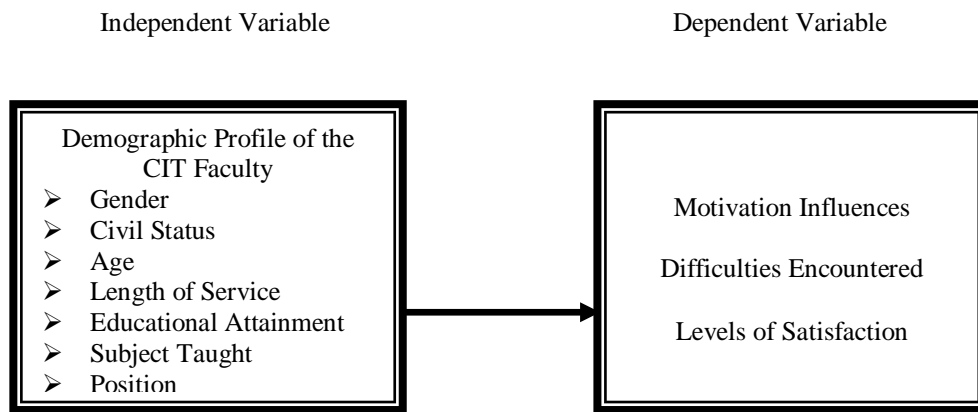 Independent Variable
Dependent Variable
Demographic Profile of the
CIT Faculty
➢ Gender
➢ Civil Status
➢ Age
➢ Length of Service
➢ Educational Attainment
➢ Subject Taught
➢ Position
Motivation Influences
Difficulties Encountered
Levels of Satisfaction